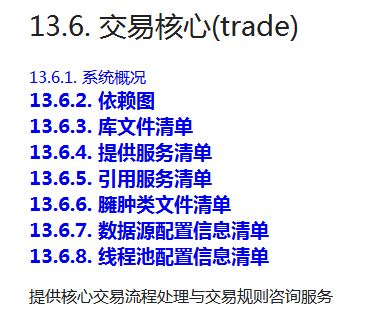 13.6. 交易核心(trade)
13.6.1. 系统概况
13.6.2. 依赖图
13.6.3. 库文件清单
13.6.4. 提供服务清单
13.6.5. 引用服务清单
13.6.6. 臃肿类文件清单
13.6.7. 数据源配置信息清单
13.6.8. 线程池配置信息清单
提供核心交易流程处理与交易规则咨询服务